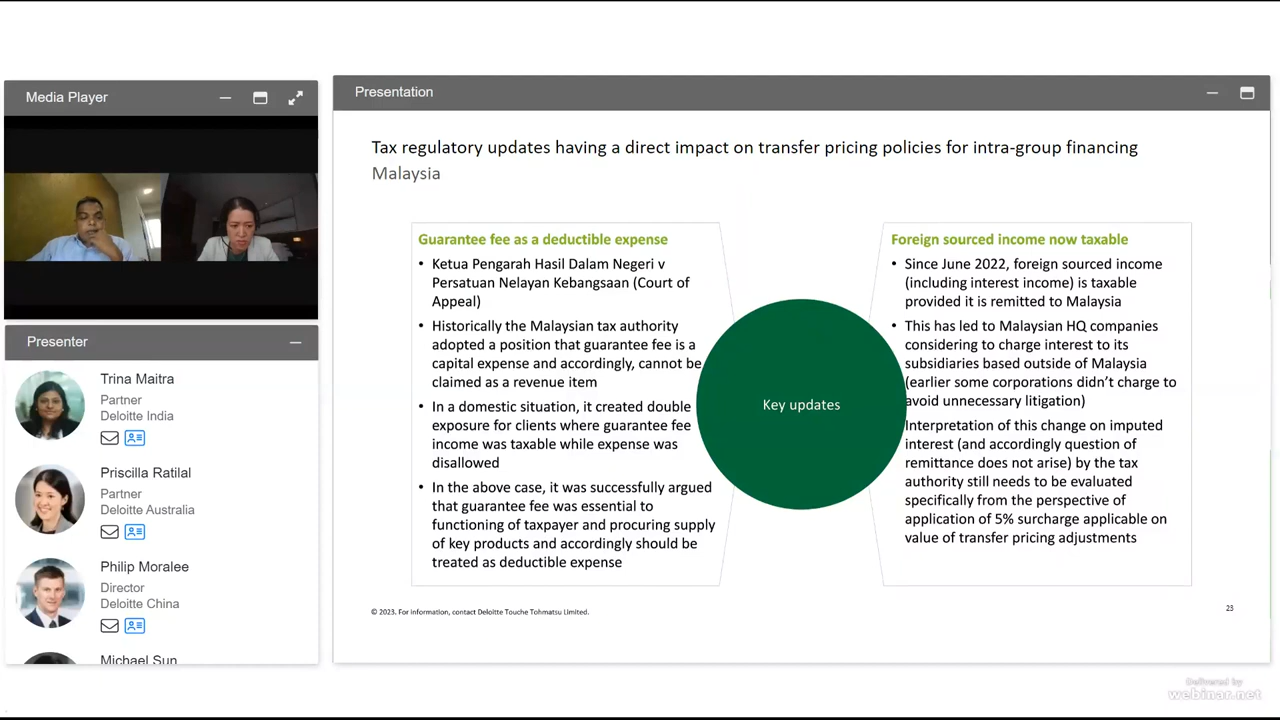 Media Player
Presenter
Trina Maitra
Partner
Deloitte India
Priscilla Ratilal
Partner
Deloitte Australia
Philip Moralee
Director
Deloitte China
Michael Sun
Presentation
Tax regulatory updates having a direct impact on transfer pricing policies for intra-group financing
Malaysia
Guarantee fee as a deductible expense
• Ketua Pengarah Hasil Dalam Negeri v
Persatuan Nelayan Kebangsaan (Court of
Appeal)
• Historically the Malaysian tax authority
adopted a position that guarantee fee is a
capital expense and accordingly, cannot be
claimed as a revenue item
• In a domestic situation, it created double
exposure for clients where guarantee fee
income was taxable while expense was
disallowed
• In the above case, it was successfully argued
that guarantee fee was essential to
functioning of taxpayer and procuring supply
of key products and accordingly should be
treated as deductible expense
Key updates
Foreign sourced income now taxable
• Since June 2022, foreign sourced income
(including interest income) is taxable
provided it is remitted to Malaysia
• This has led to Malaysian HQ companies
considering to charge interest to its
subsidiaries based outside of Malaysia
(earlier some corporations didn't charge to
avoid unnecessary litigation)
Interpretation of this change on imputed
interest (and accordingly question of
remittance does not arise) by the tax
authority still needs to be evaluated
specifically from the perspective of
application of 5% surcharge applicable on
value of transfer pricing adjustments
© 2023. For information, contact Deloitte Touche Tohmatsu Limited.
23
Delivered by
webinar.net